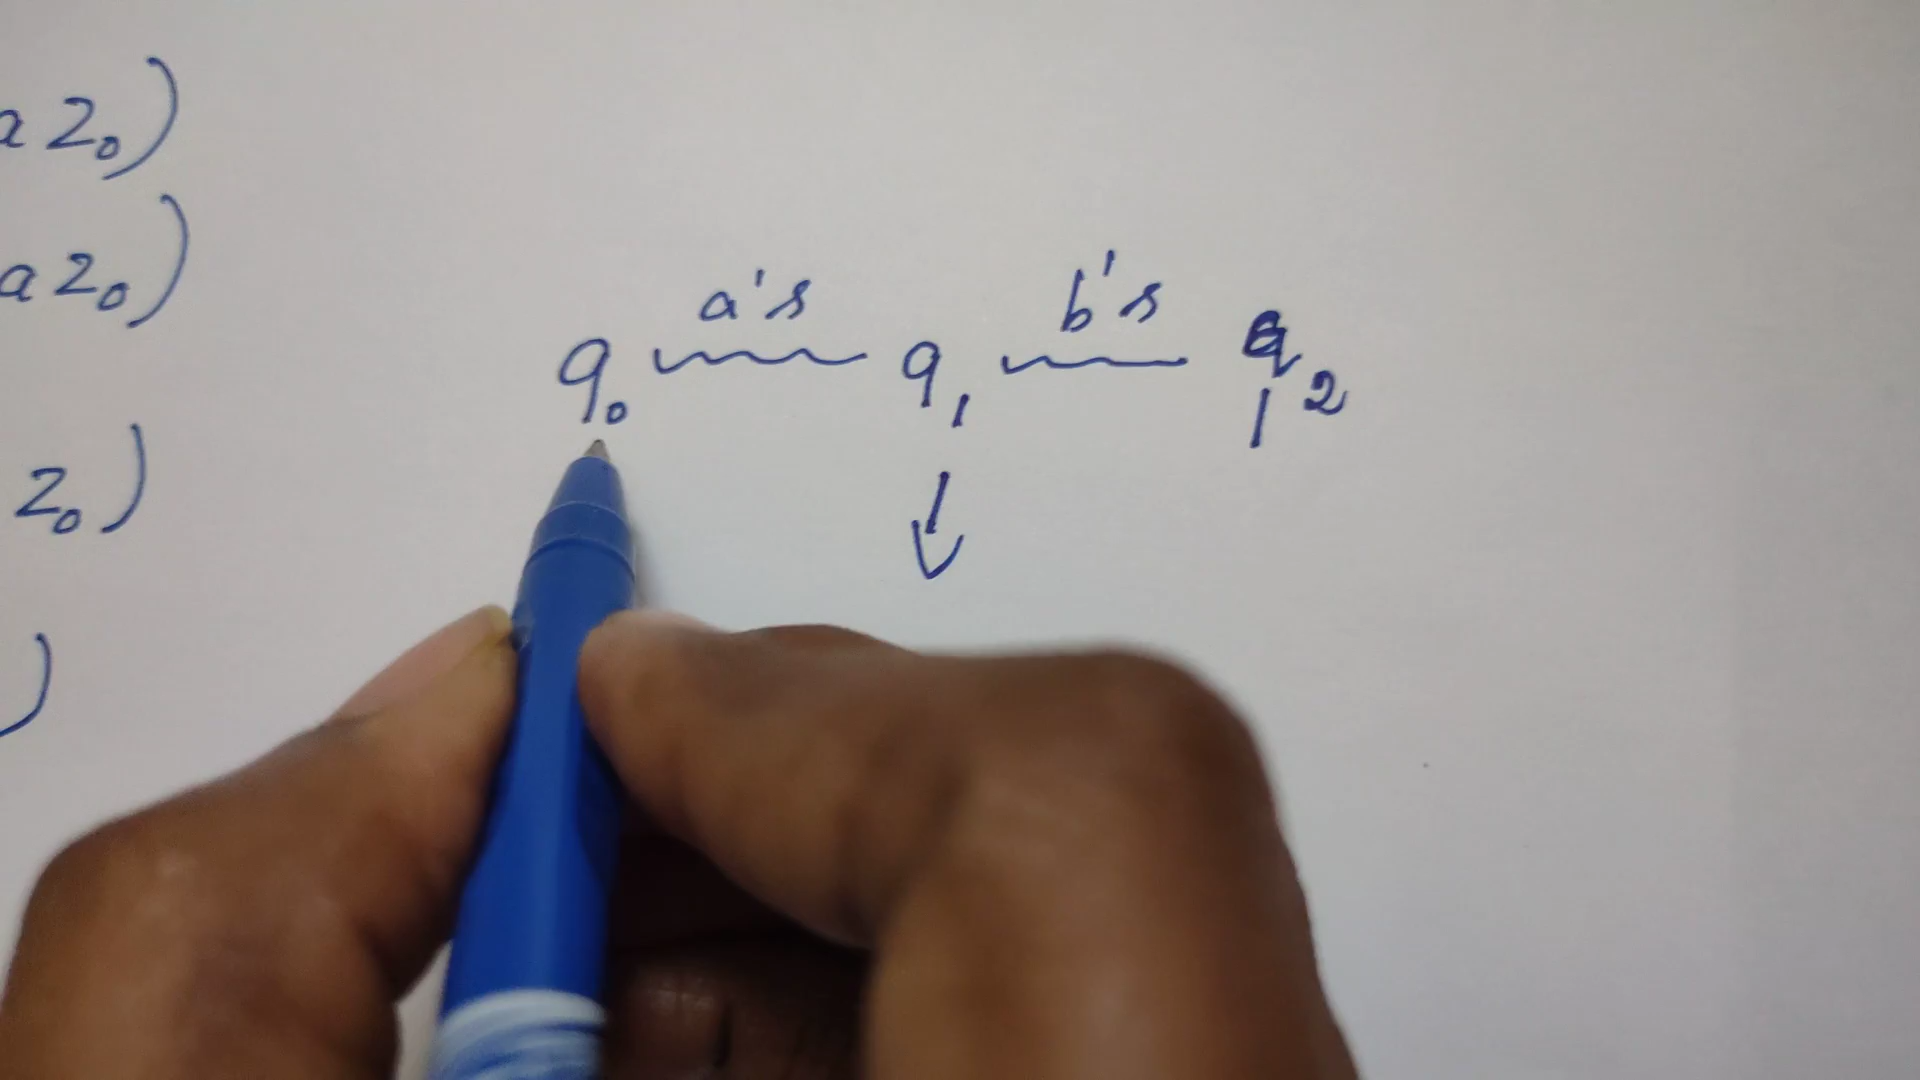 a z₀)
a z₀)
a's b's
q₀ q₁ q₂
z₀)
)